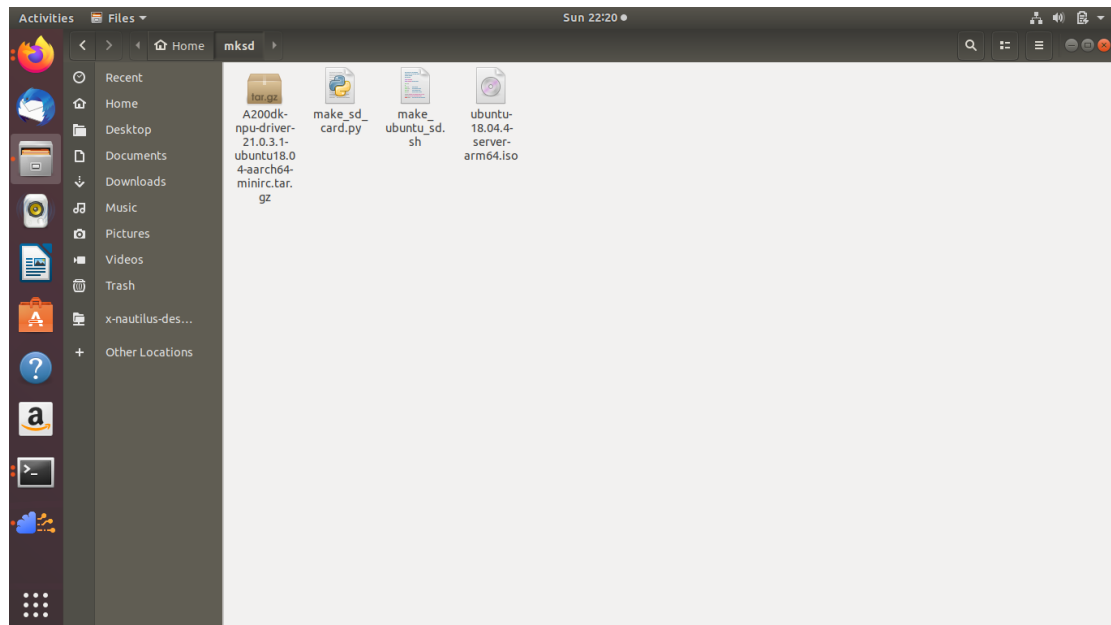 Activities
Files
Sun 22:20
Home
mksd
Recent
Home
Desktop
Documents
Downloads
Music
Pictures
Videos
Trash
x-nautilus-des…
Other Locations
tar.gz
A200dk-
npu-driver-
21.0.3.1-
ubuntu18.0
4-aarch64-
minirc.tar.
gz
make_sd_
card.py
make_
ubuntu_sd.
sh
ubuntu-
18.04.4-
server-
arm64.iso